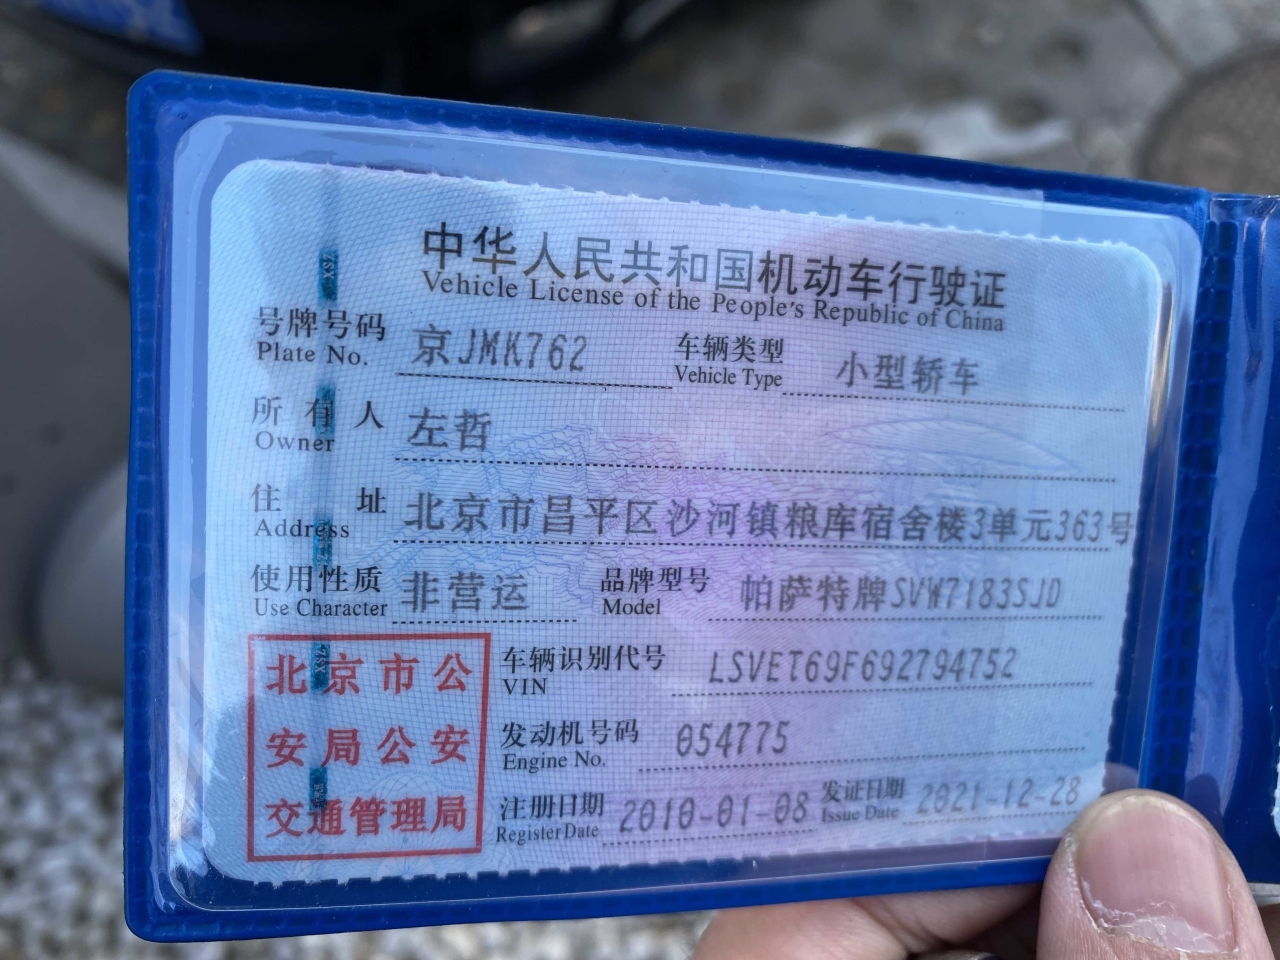 中华人民共和国机动车行驶证
Vehicle License of the People's Republic of China
号牌号码 京JMK762 车辆类型 小型轿车
Plate No. Vehicle Type
所有人 左哲
Owner
住址 北京市昌平区沙河镇粮库宿舍楼3单元363号
Address
使用性质 非营运 品牌型号 帕萨特牌SVW7183SJD
Use Character Model
北京市公
安局公安
交通管理局
车辆识别代号 LSVET69F692794752
VIN
发动机号码 054775
Engine No.
注册日期 2010-01-08 发证日期 2021-12-28
Register Date Issue Date